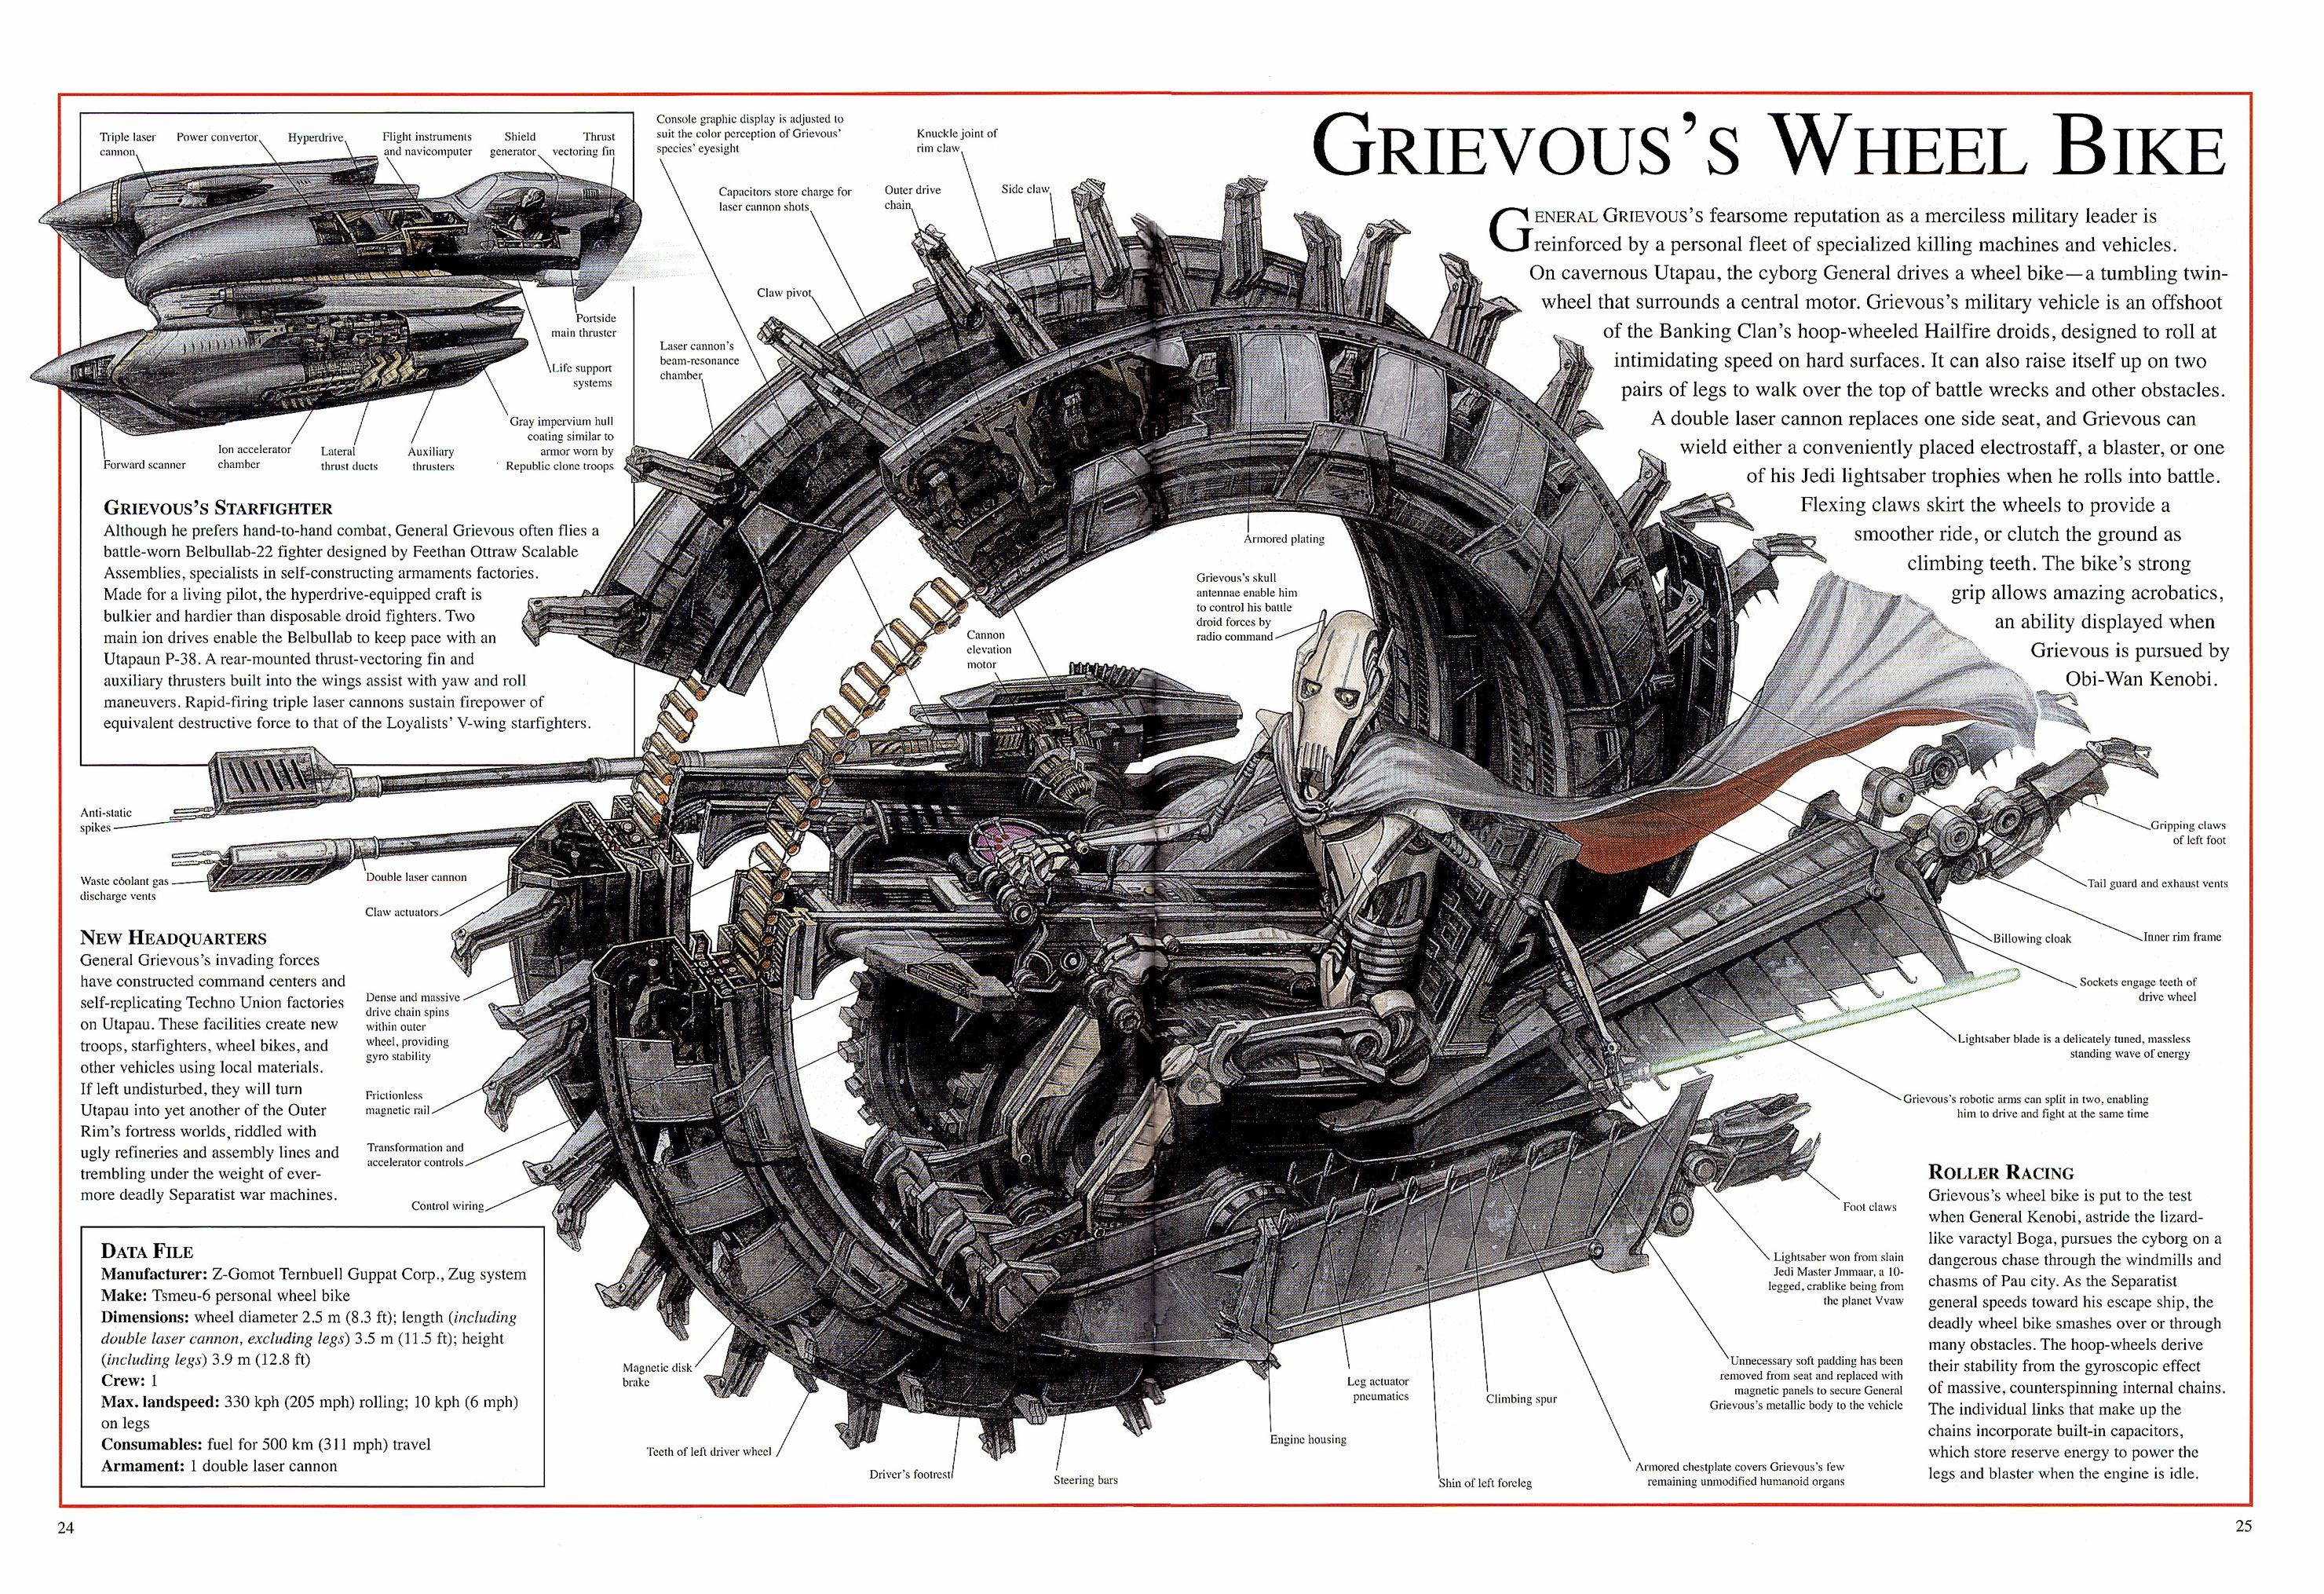 GRIEVOUS'S WHEEL BIKE
GENERAL GRIEVOUS's fearsome reputation as a merciless military leader is
reinforced by a personal fleet of specialized killing machines and vehicles.
On cavernous Utapau, the cyborg General drives a wheel bike—a tumbling twin-
wheel that surrounds a central motor. Grievous's military vehicle is an offshoot
of the Banking Clan's hoop-wheeled Hailfire droids, designed to roll at
intimidating speed on hard surfaces. It can also raise itself up on two
pairs of legs to walk over the top of battle wrecks and other obstacles.
A double laser cannon replaces one side seat, and Grievous can
wield either a conveniently placed electrostaff, a blaster, or one
of his Jedi lightsaber trophies when he rolls into battle.
Flexing claws skirt the wheels to provide a
smoother ride, or clutch the ground as
climbing teeth. The bike's strong
grip allows amazing acrobatics,
an ability displayed when
Grievous is pursued by
Obi-Wan Kenobi.
Triple laser
cannon
Power convertor
Hyperdrive
Flight instruments
and navicomputer
Shield
generator
Thrust
vectoring fin
Portside
main thruster
Life support
systems
Gray impervium hull
coating similar to
armor worn by
Republic clone troops
Forward scanner
Ion accelerator
chamber
Lateral
thrust ducts
Auxiliary
thrusters
GRIEVOUS'S STARFIGHTER
Although he prefers hand-to-hand combat, General Grievous often flies a
battle-worn Belbullab-22 fighter designed by Feethan Ottraw Scalable
Assemblies, specialists in self-constructing armaments factories.
Made for a living pilot, the hyperdrive-equipped craft is
bulkier and hardier than disposable droid fighters. Two
main ion drives enable the Belbullab to keep pace with an
Utapaun P-38. A rear-mounted thrust-vectoring fin and
auxiliary thrusters built into the wings assist with yaw and roll
maneuvers. Rapid-firing triple laser cannons sustain firepower of
equivalent destructive force to that of the Loyalists' V-wing starfighters.
Console graphic display is adjusted to
suit the color perception of Grievous'
species' eyesight
Capacitors store charge for
laser cannon shots
Outer drive
chain
Knuckle joint of
rim claw
Side claw
Claw pivot
Laser cannon's
beam-resonance
chamber
Armored plating
Grievous's skull
antennae enable him
to control his battle
droid forces by
radio command
Cannon
elevation
motor
Anti-static
spikes
Waste coolant gas
discharge vents
Double laser cannon
Claw actuators
NEW HEADQUARTERS
General Grievous's invading forces
have constructed command centers and
self-replicating Techno Union factories
on Utapau. These facilities create new
troops, starfighters, wheel bikes, and
other vehicles using local materials.
If left undisturbed, they will turn
Utapau into yet another of the Outer
Rim's fortress worlds, riddled with
ugly refineries and assembly lines and
trembling under the weight of ever-
more deadly Separatist war machines.
Dense and massive
drive chain spins
within outer
wheel, providing
gyro stability
Frictionless
magnetic rail
Transformation and
accelerator controls
Control wiring
DATA FILE
Manufacturer: Z-Gomot Ternbuell Guppat Corp., Zug system
Make: Tsmeu-6 personal wheel bike
Dimensions: wheel diameter 2.5 m (8.3 ft); length (including
double laser cannon, excluding legs) 3.5 m (11.5 ft); height
(including legs) 3.9 m (12.8 ft)
Crew: 1
Max. landspeed: 330 kph (205 mph) rolling; 10 kph (6 mph)
on legs
Consumables: fuel for 500 km (311 mph) travel
Armament: 1 double laser cannon
Magnetic disk
brake
Teeth of left driver wheel
Driver's footrest
Steering bars
Engine housing
Leg actuator
pneumatics
Shin of left foreleg
Climbing spur
Armored chestplate covers Grievous's few
remaining unmodified humanoid organs
Unnecessary soft padding has been
removed from seat and replaced with
magnetic panels to secure General
Grievous's metallic body to the vehicle
Lightsaber won from slain
Jedi Master Jmmaar, a 10-
legged, crablike being from
the planet Vvaw
Foot claws
Gripping claws
of left foot
Tail guard and exhaust vents
Billowing cloak
Inner rim frame
Sockets engage teeth of
drive wheel
Lightsaber blade is a delicately tuned, massless
standing wave of energy
Grievous's robotic arms can split in two, enabling
him to drive and fight at the same time
ROLLER RACING
Grievous's wheel bike is put to the test
when General Kenobi, astride the lizard-
like varactyl Boga, pursues the cyborg on a
dangerous chase through the windmills and
chasms of Pau city. As the Separatist
general speeds toward his escape ship, the
deadly wheel bike smashes over or through
many obstacles. The hoop-wheels derive
their stability from the gyroscopic effect
of massive, counterspinning internal chains.
The individual links that make up the
chains incorporate built-in capacitors,
which store reserve energy to power the
legs and blaster when the engine is idle.
24
25